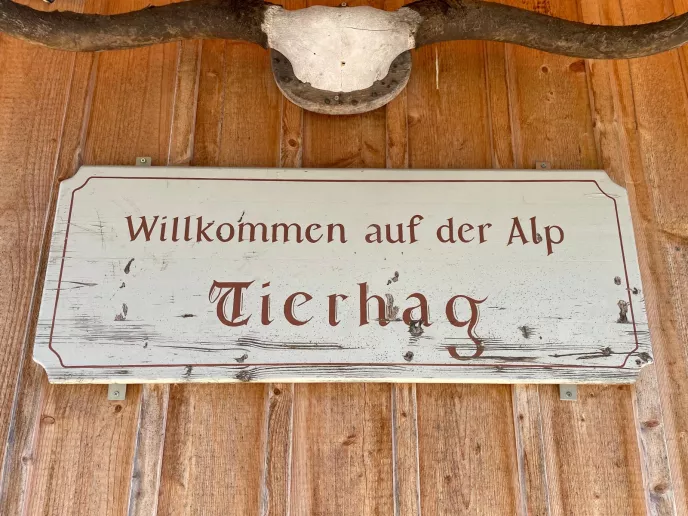 Willkommen auf der Alp
Tierhag